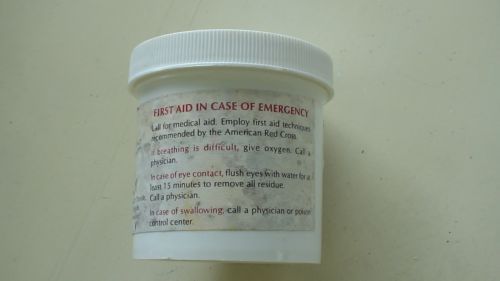 FIRST AID IN CASE OF EMERGENCY
Call for medical aid. Employ first aid techniques
recommended by the American Red Cross.
If breathing is difficult, give oxygen. Call a
physician.
In case of eye contact, flush eyes with water for at
least 15 minutes to remove all residue.
Call a physician.
In case of swallowing, call a physician or poison
control center.